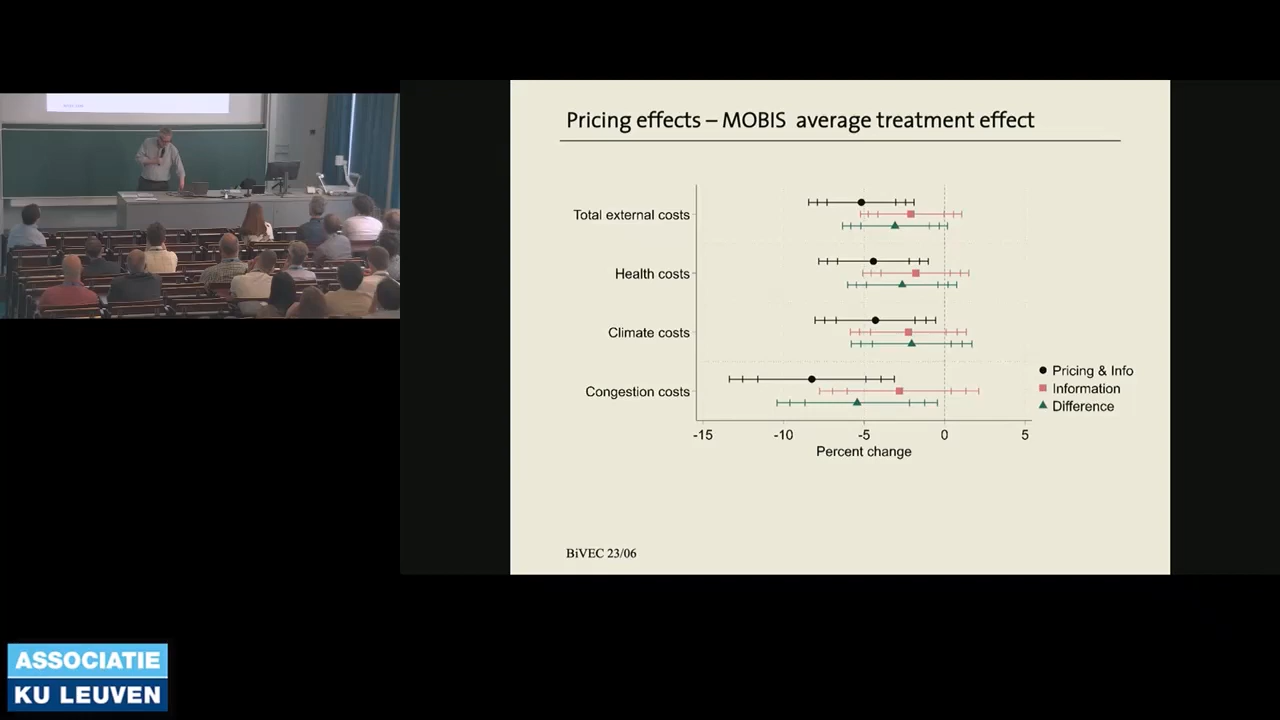 Pricing effects – MOBIS average treatment effect
Total external costs
Health costs
Climate costs
Congestion costs
Pricing & Info
Information
Difference
-15 -10 -5 0 5
Percent change
BiVEC 23/06
ASSOCIATIE
KU LEUVEN